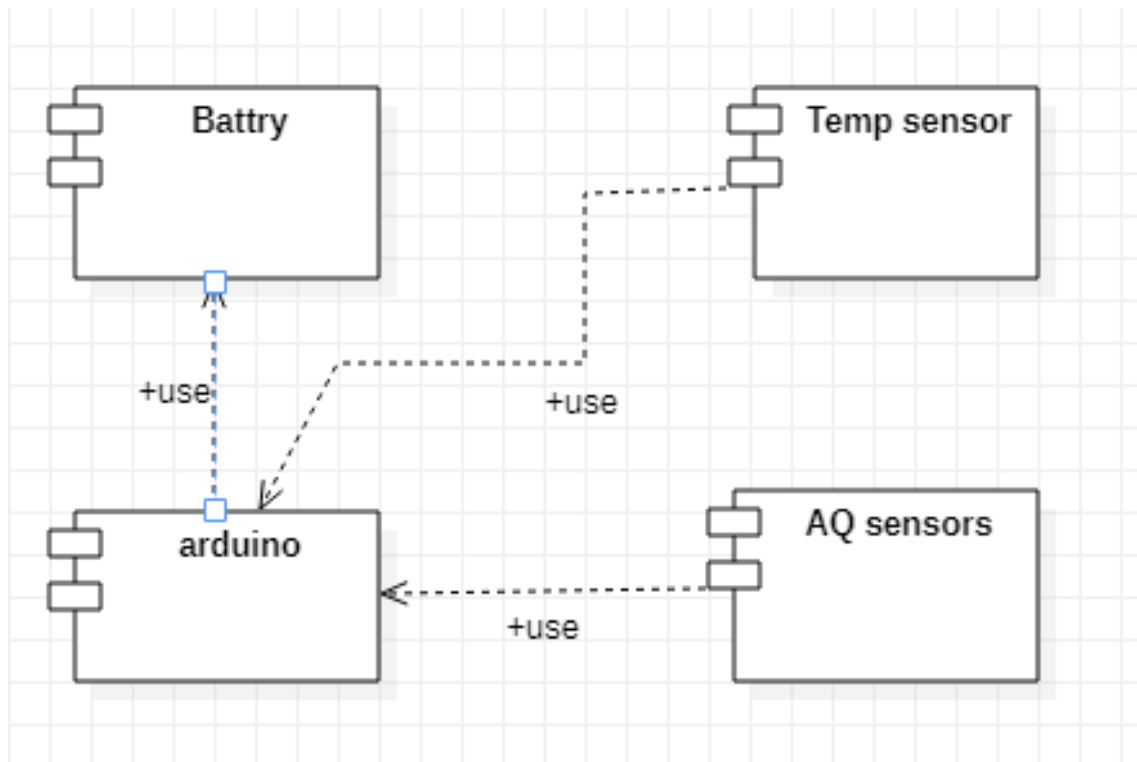 Battry
Temp sensor
+use
+use
arduino
AQ sensors
+use